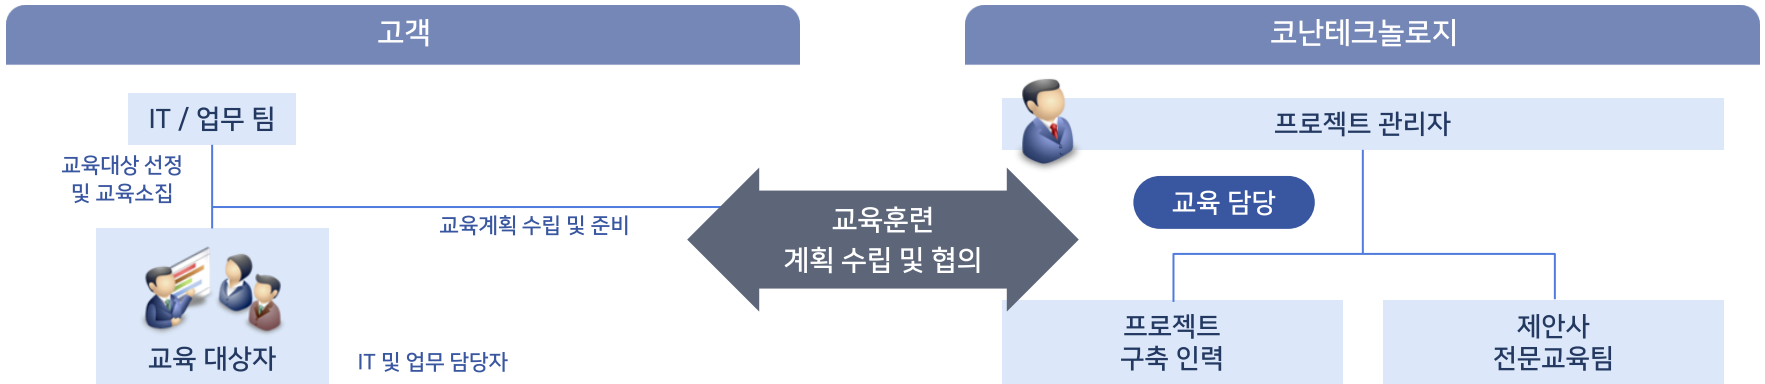 고객
IT / 업무 팀
교육대상 선정
및 교육소집
교육계획 수립 및 준비
교육 대상자
IT 및 업무 담당자
교육훈련
계획 수립 및 협의
코난테크놀로지
프로젝트 관리자
교육 담당
프로젝트
구축 인력
제안사
전문교육팀